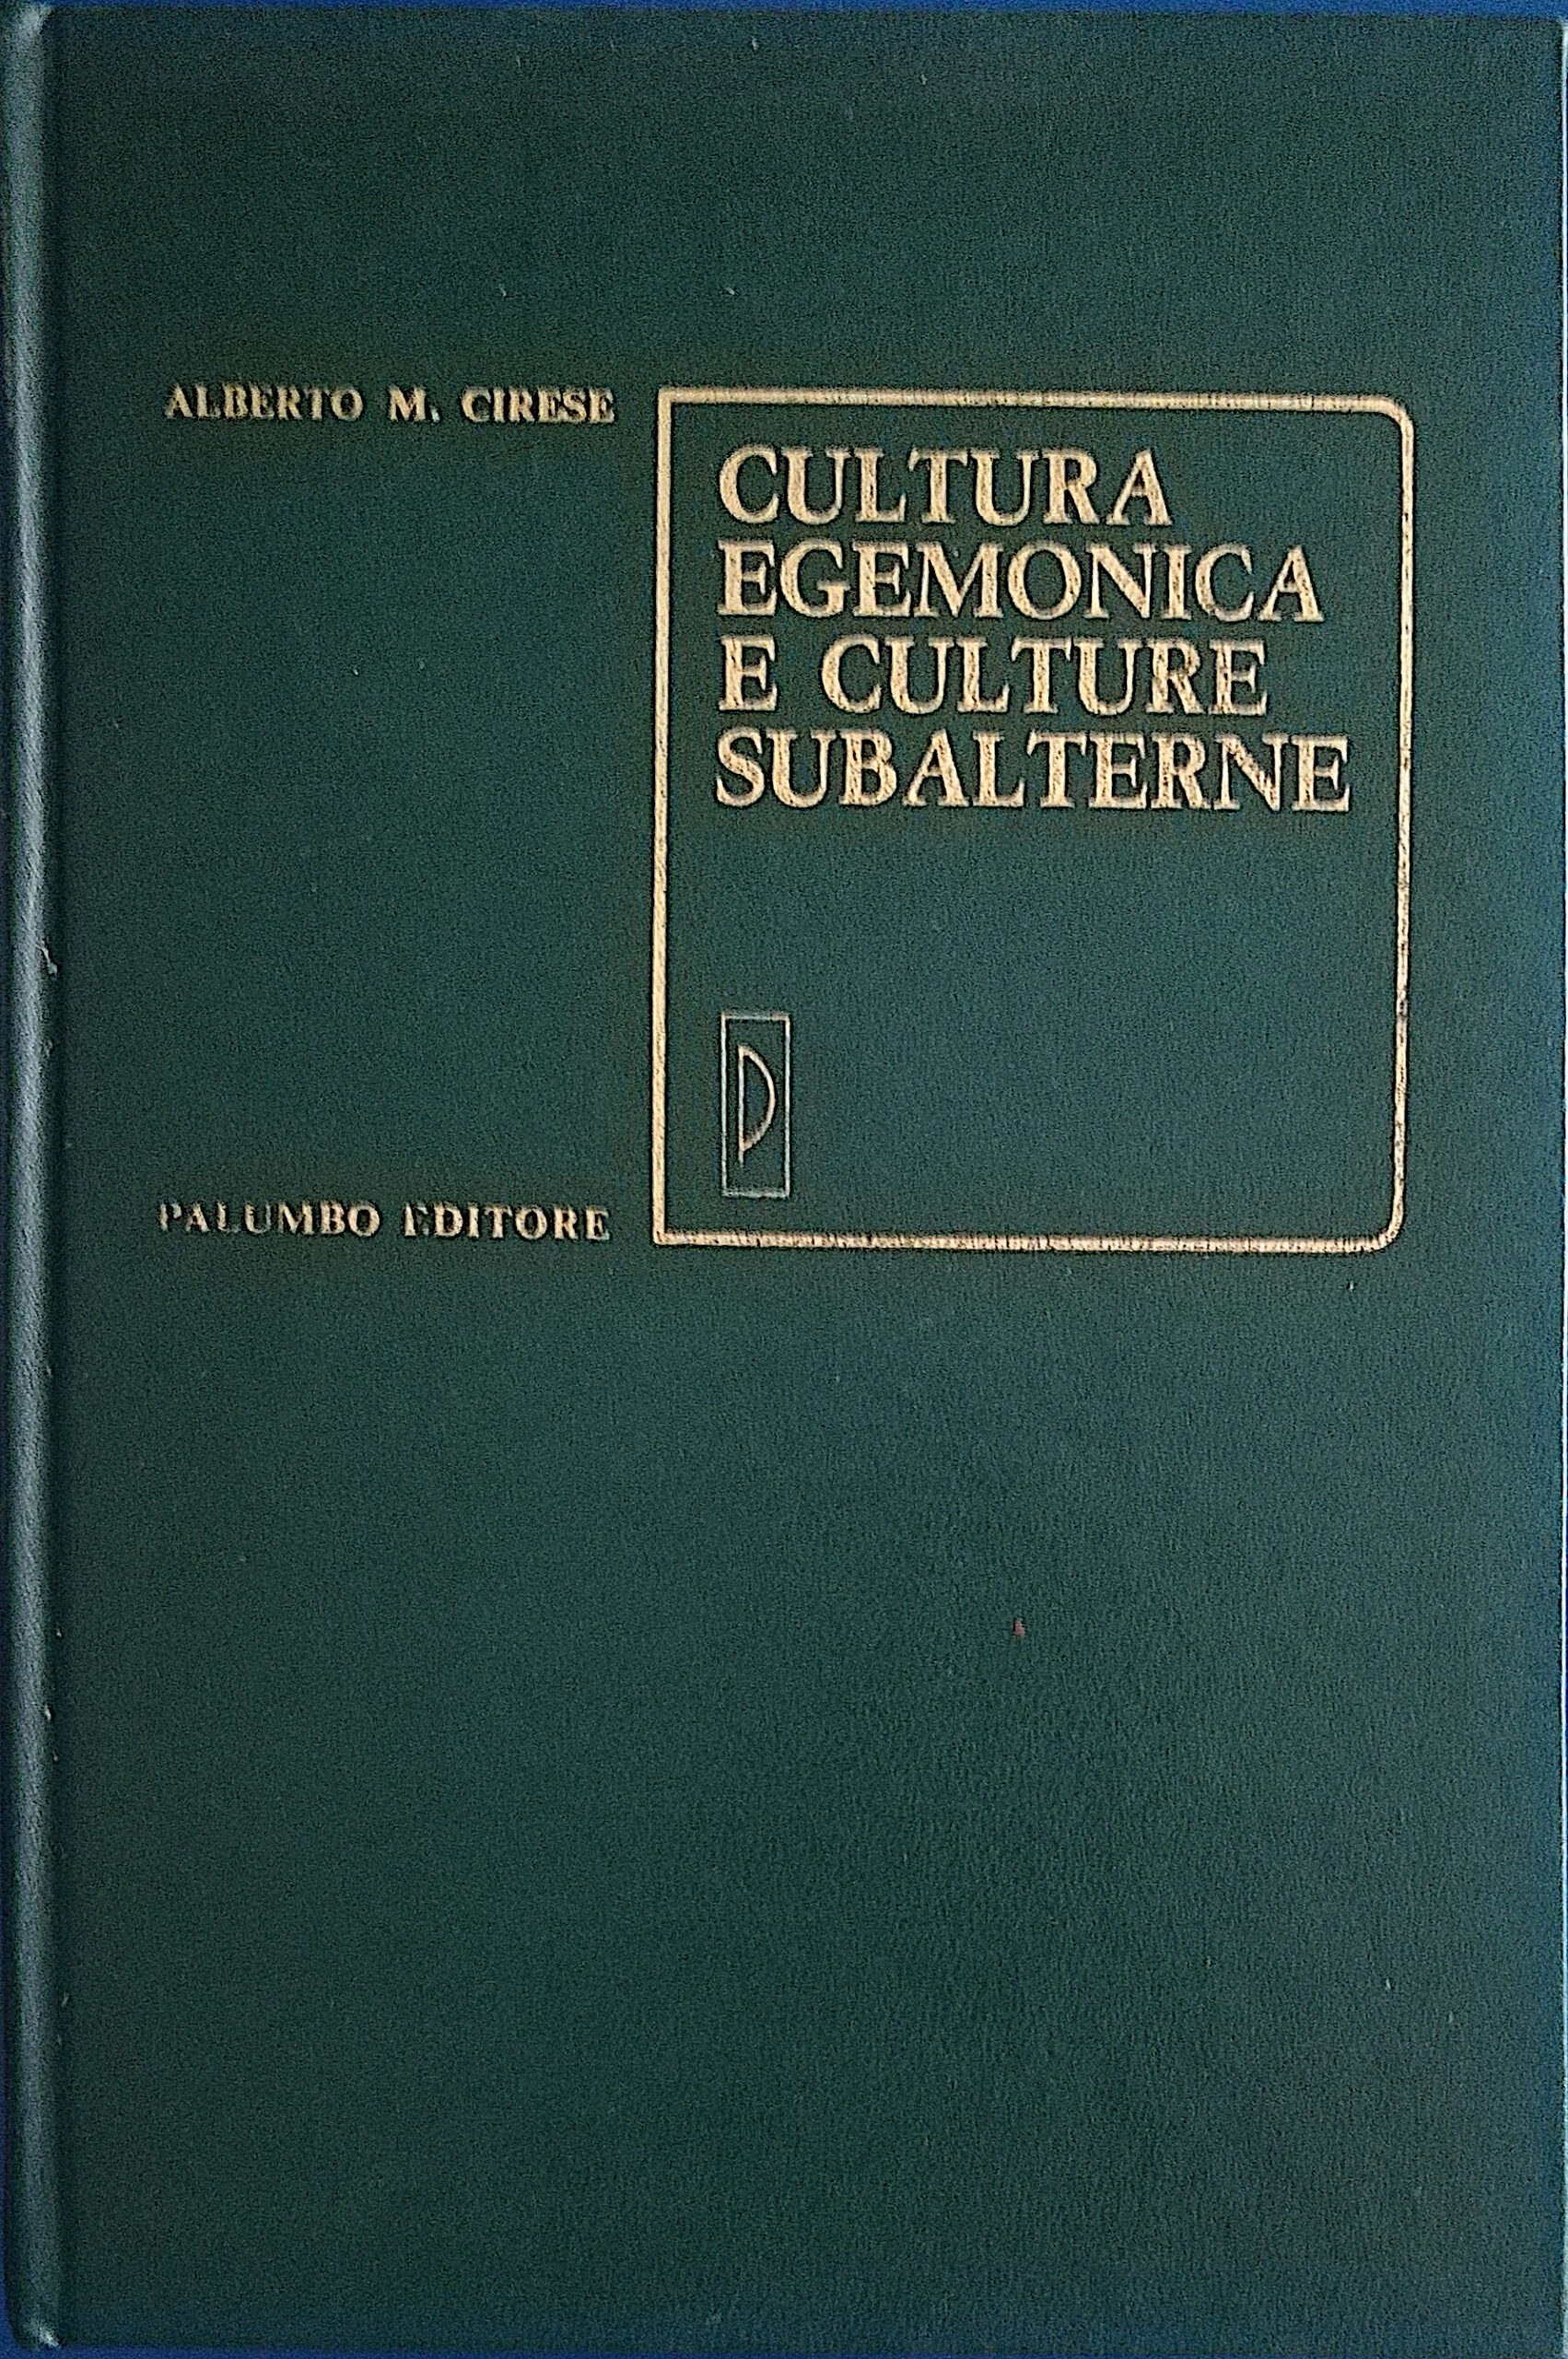 ALBERTO M. CIRESE
CULTURA
EGEMONICA
E CULTURE
SUBALTERNE
P
PALUMBO EDITORE